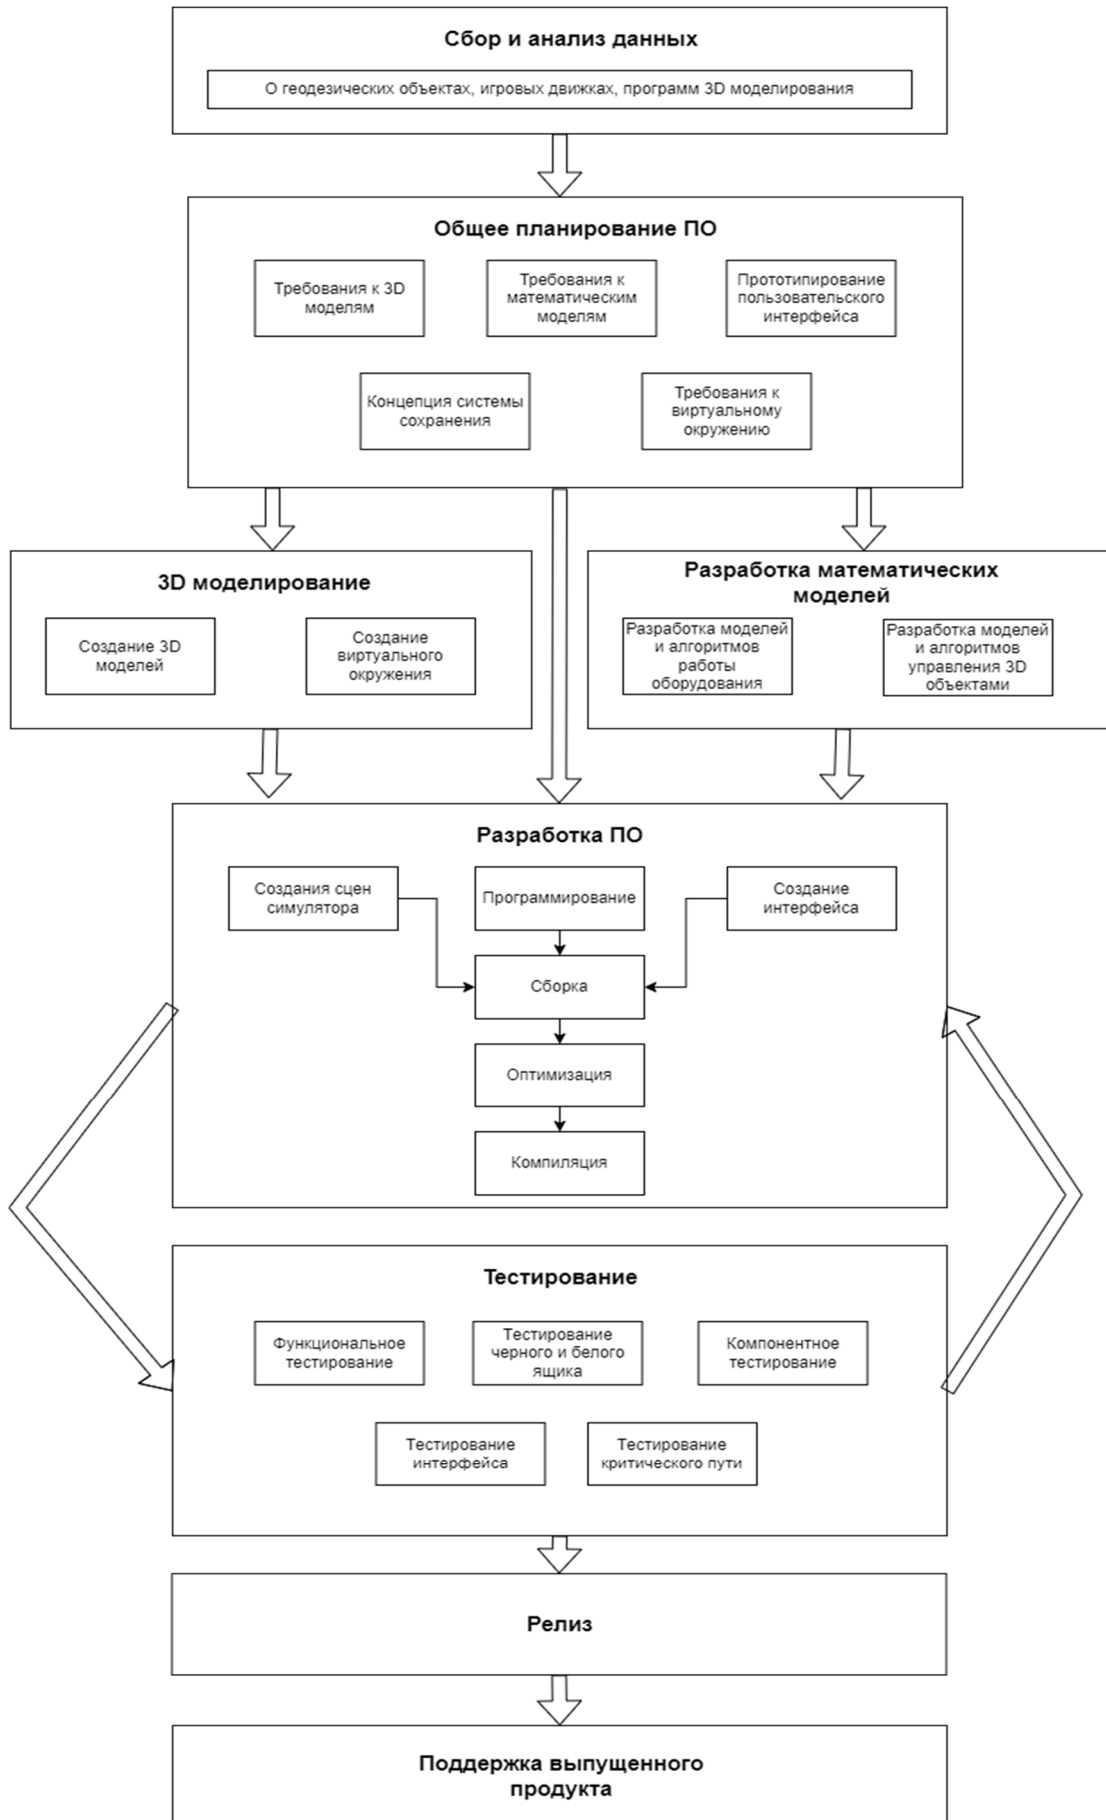 Сбор и анализ данных
О геодезических объектах, игровых движках, программ 3D моделирования
Общее планирование ПО
Требования к 3D
моделям
Требования к
математическим
моделям
Прототипирование
пользовательского
интерфейса
Концепция системы
сохранения
Требования к
виртуальному
окружению
3D моделирование
Создание 3D
моделей
Создание
виртуального
окружения
Разработка математических
моделей
Разработка моделей
и алгоритмов
работы
оборудования
Разработка моделей
и алгоритмов
управления 3D
объектами
Разработка ПО
Создания сцен
симулятора
Программирование
Создание
интерфейса
Сборка
Оптимизация
Компиляция
Тестирование
Функциональное
тестирование
Тестирование
черного и белого
ящика
Компонентное
тестирование
Тестирование
интерфейса
Тестирование
критического пути
Релиз
Поддержка выпущенного
продукта